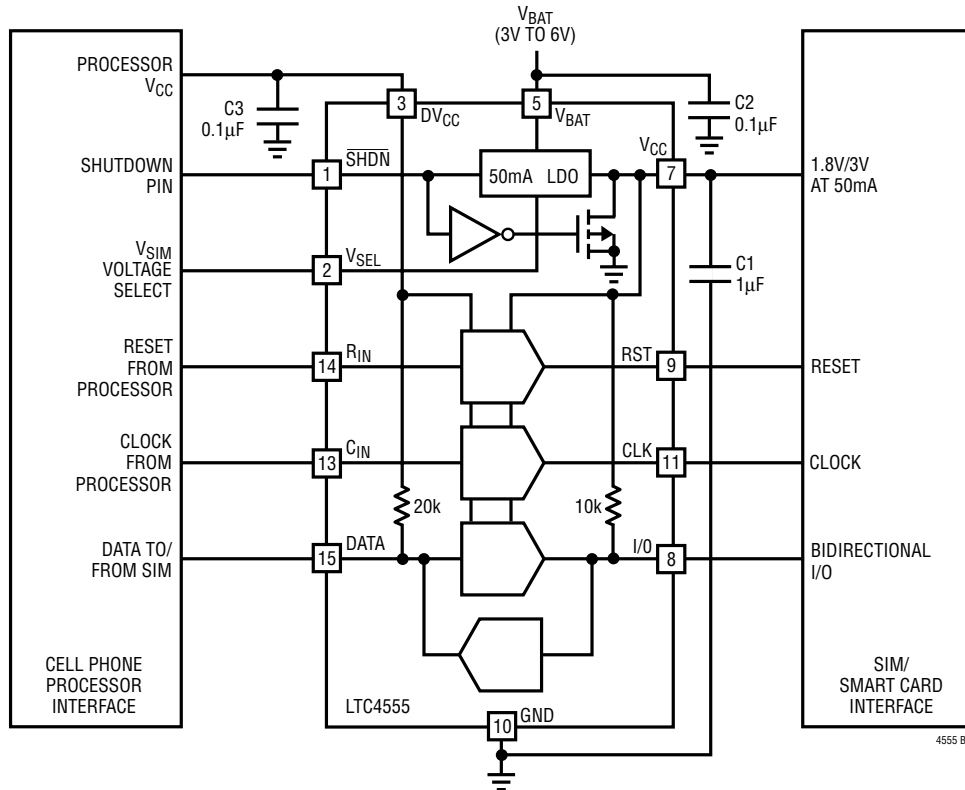 VBAT
(3V TO 6V)
PROCESSOR
VCC
C3
0.1µF
3
DVCC
5
VBAT
C2
0.1µF
SHUTDOWN
PIN
1
SHDN
50mA LDO
VCC
7
1.8V/3V
AT 50mA
VSIM
VOLTAGE
SELECT
2
VSEL
C1
1µF
RESET
FROM
PROCESSOR
14
RIN
RST
9
RESET
CLOCK
FROM
PROCESSOR
13
CIN
CLK
11
CLOCK
20k
10k
DATA TO/
FROM SIM
15
DATA
I/O
8
BIDIRECTIONAL
I/O
CELL PHONE
PROCESSOR
INTERFACE
LTC4555
10
GND
SIM/
SMART CARD
INTERFACE
4555 B